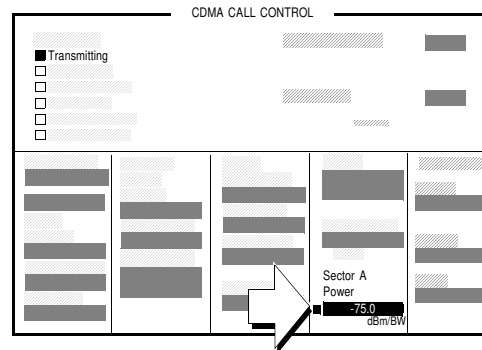 CDMA CALL CONTROL
Transmitting
Sector A
Power
-75.0
dBm/BW